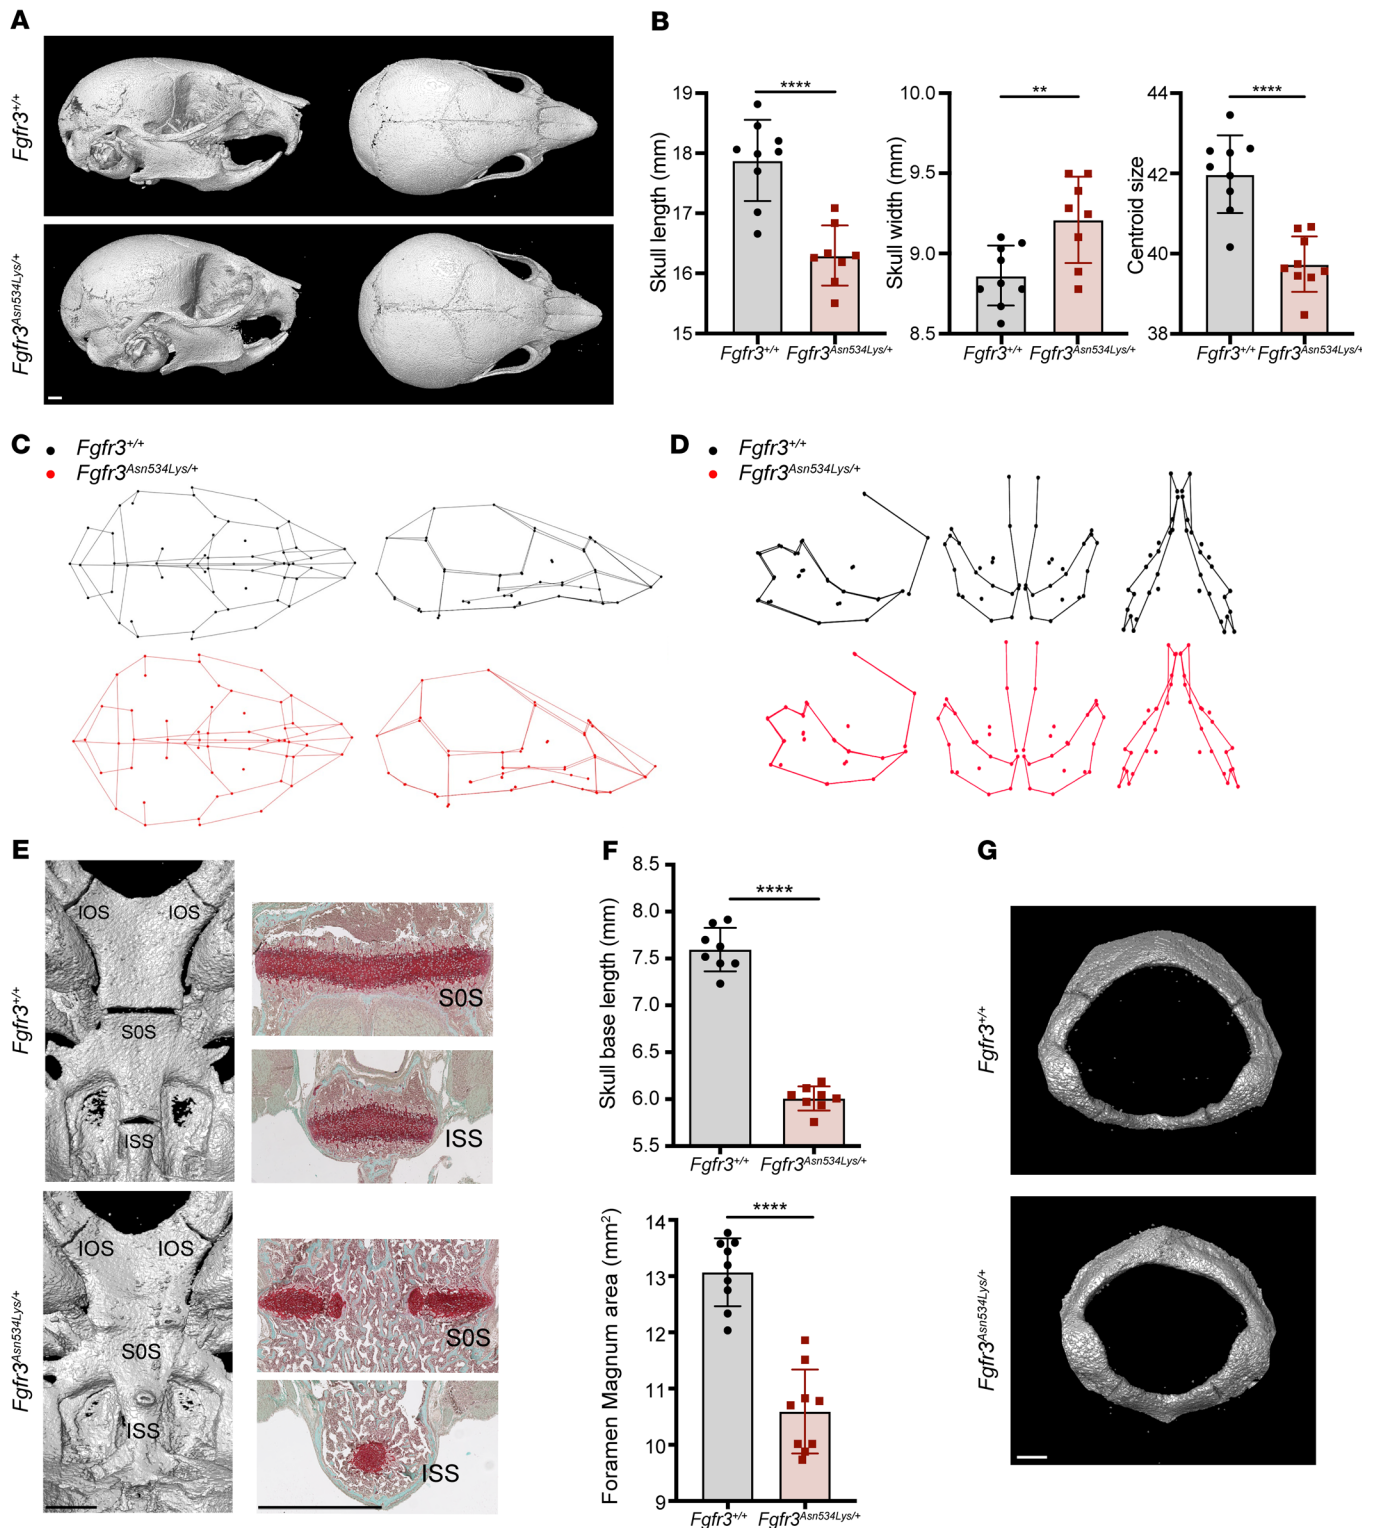 A
Fgfr3+/+
Fgfr3Asn534Lys/+
B
Skull length (mm)
19
18
17
16
15
****
Fgfr3+/+
Fgfr3Asn534Lys/+
Skull width (mm)
10.0
9.5
9.0
8.5
**
Fgfr3+/+
Fgfr3Asn534Lys/+
Centroid size
44
42
40
38
****
Fgfr3+/+
Fgfr3Asn534Lys/+
C
Fgfr3+/+
Fgfr3Asn534Lys/+
D
Fgfr3+/+
Fgfr3Asn534Lys/+
E
Fgfr3+/+
IOS
IOS
S0S
ISS
S0S
ISS
Fgfr3Asn534Lys/+
IOS
IOS
S0S
ISS
S0S
ISS
F
Skull base length (mm)
8.5
8.0
7.5
7.0
6.5
6.0
5.5
****
Fgfr3+/+
Fgfr3Asn534Lys/+
Foramen Magnum area (mm2)
14
13
12
11
10
9
****
Fgfr3+/+
Fgfr3Asn534Lys/+
G
Fgfr3+/+
Fgfr3Asn534Lys/+